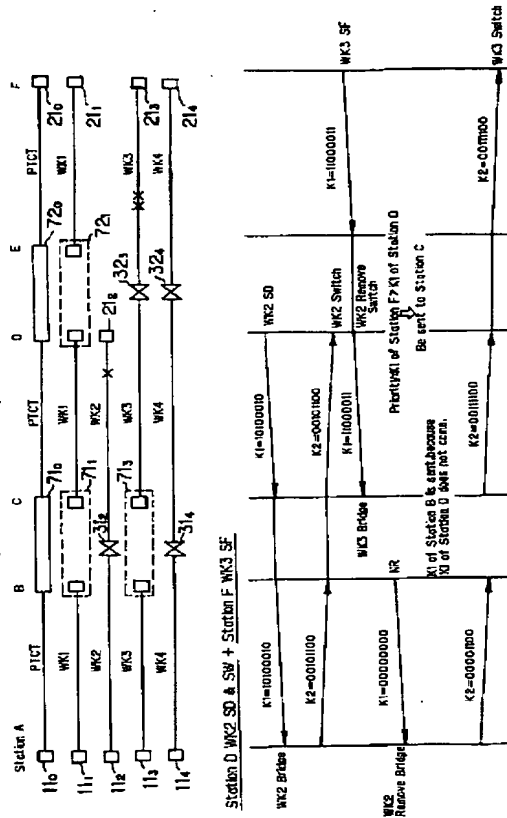 Station A
B
C
D
E
F
PTCT
71₀
PTCT
72₀
PTCT
11₀
21₀
WK1
71₁
WK1
72₁
WK1
11₁
21₁
WK2
31₂
WK2
21₂
11₂
WK3
71₃
WK3
32₃
WK3
11₃
21₃
WK4
31₄
WK4
32₄
WK4
11₄
21₄
Station D WK2 SD & SW + Station F WK3 SF
WK2 SD
WK3 SF
K1=10100010
K1=10100010
WK2 Bridge
K2=00101100
K2=00101100
WK2 Switch
K1=11000011
WK2 Remove
Switch
K1=11000011
WK3 Bridge
Priority:K1 of Station F>K1 of Station D
Be sent to Station C
NR
K1 of Station B is sent,because
K1 of Station D does not come.
K1=00000000
WK2
Remove Bridge
K2=00001100
K2=00111100
K2=00111100
WK3 Switch